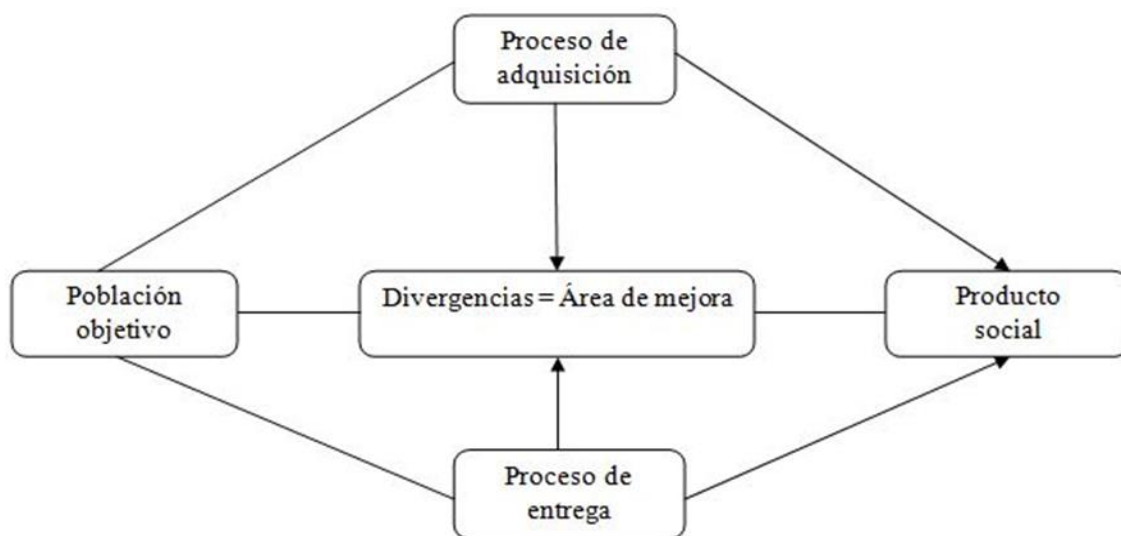 Proceso de
adquisición
Población
objetivo
Divergencias = Área de mejora
Producto
social
Proceso de
entrega